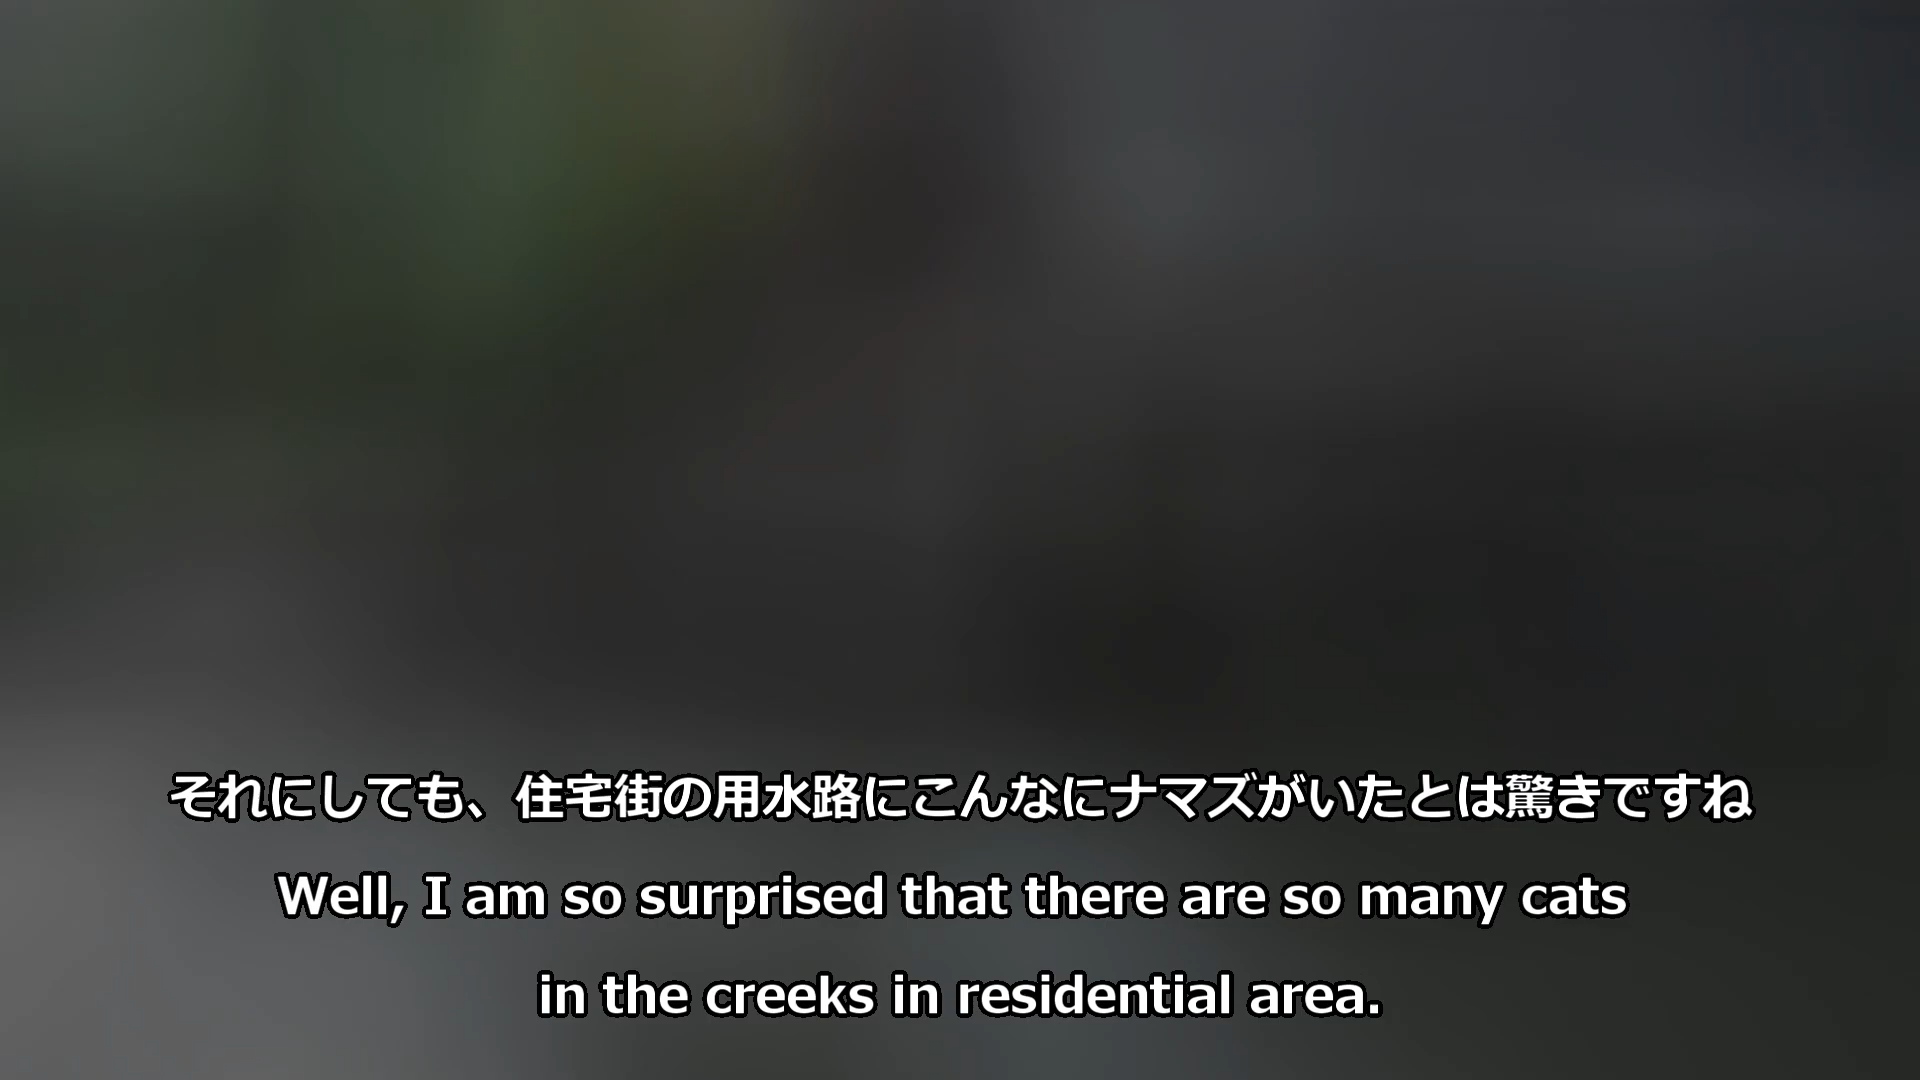 それにしても、住宅街の用水路にこんなにナマズがいたとは驚きですね
Well, I am so surprised that there are so many cats
in the creeks in residential area.